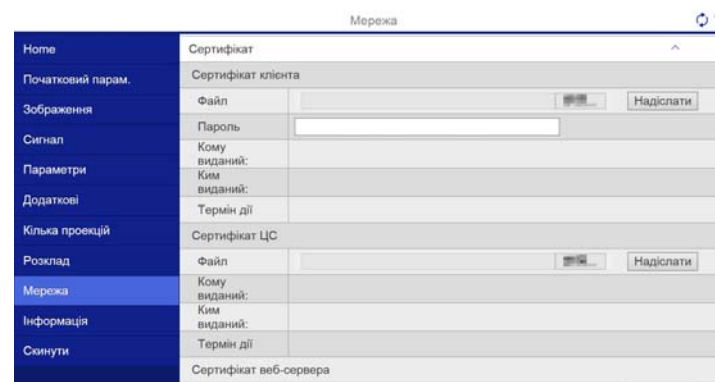 Мережа
Home
Початковий парам.
Зображення
Сигнал
Параметри
Додаткові
Кілька проекцій
Розклад
Мережа
Інформація
Скинути
Сертифікат
Сертифікат клієнта
Файл
Надіслати
Пароль
Кому
виданий:
Ким
виданий:
Термін дії
Сертифікат ЦС
Файл
Надіслати
Кому
виданий:
Ким
виданий:
Термін дії
Сертифікат веб-сервера